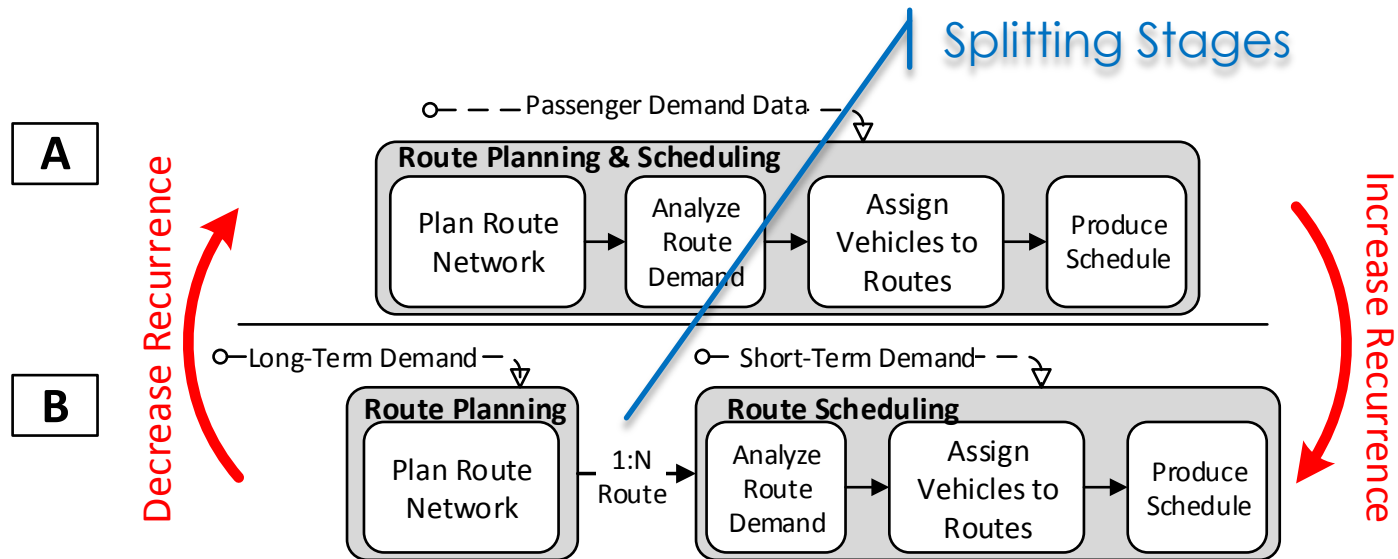 Splitting Stages
A
Decrease Recurrence
Increase Recurrence
Passenger Demand Data
Route Planning & Scheduling
Plan Route
Network
Analyze
Route
Demand
Assign
Vehicles to
Routes
Produce
Schedule
B
Long-Term Demand
Short-Term Demand
Route Planning
Plan Route
Network
1:N
Route
Route Scheduling
Analyze
Route
Demand
Assign
Vehicles to
Routes
Produce
Schedule